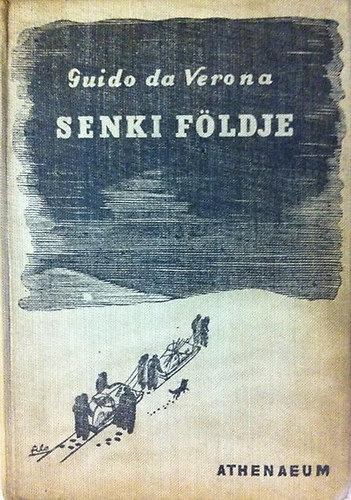 Guido da Verona
SENKI FÖLDJE
ATHENAEUM